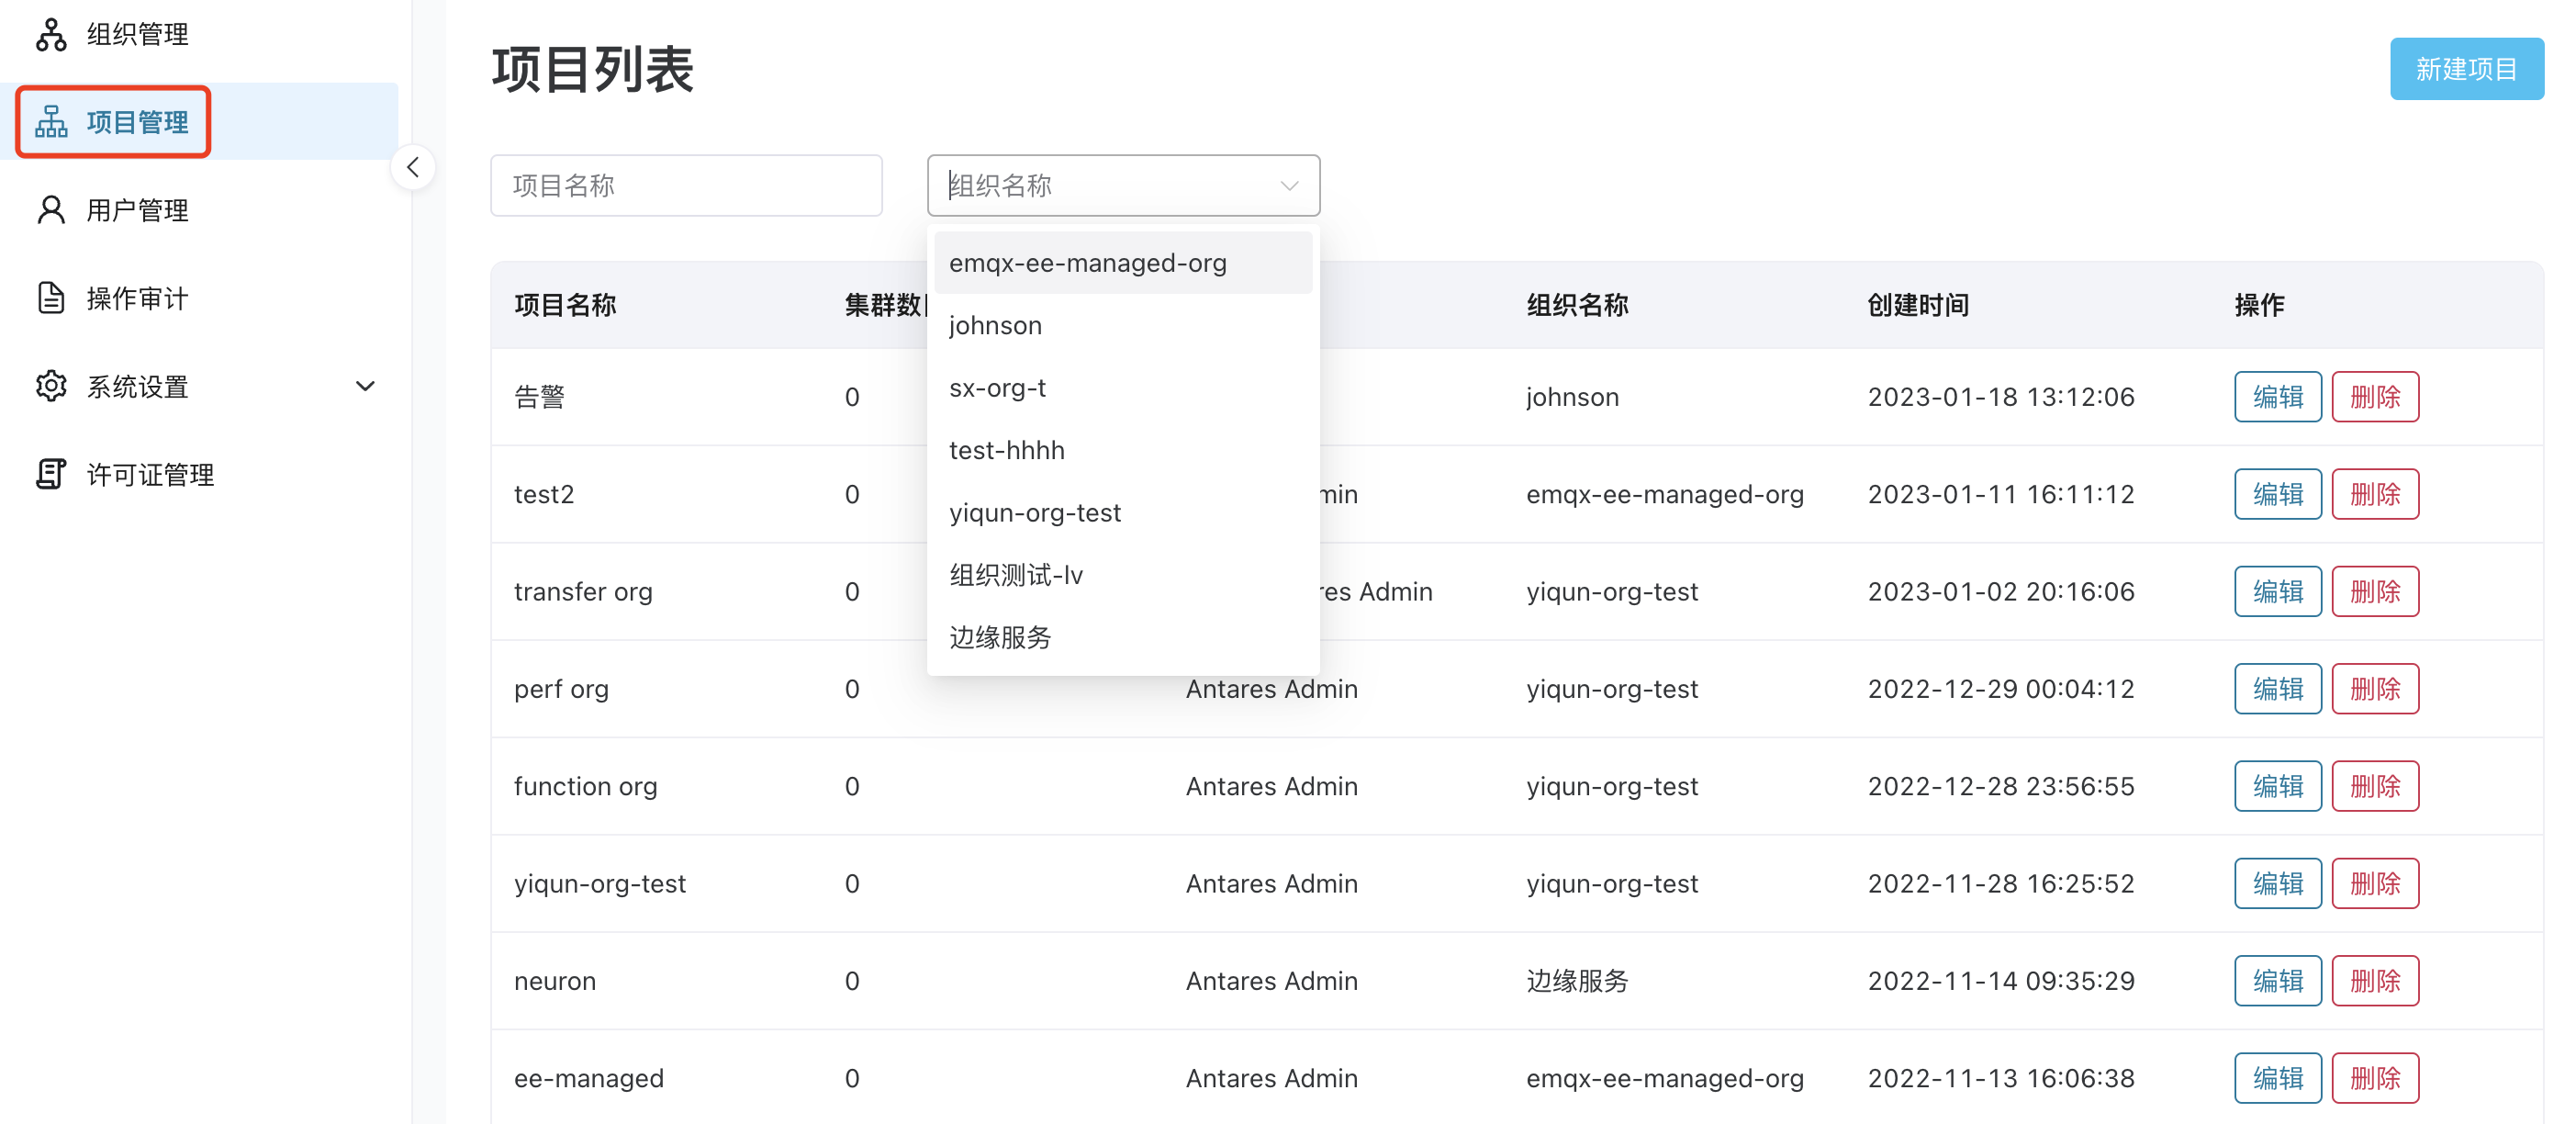 组织管理
项目管理
用户管理
操作审计
系统设置
许可证管理
项目列表
新建项目
项目名称
组织名称
emqx-ee-managed-org
johnson
sx-org-t
test-hhhh
yiqun-org-test
组织测试-lv
边缘服务
项目名称 集群数 组织名称 创建时间 操作
告警 0 johnson 2023-01-18 13:12:06 编辑 删除
test2 0 min emqx-ee-managed-org 2023-01-11 16:11:12 编辑 删除
transfer org 0 res Admin yiqun-org-test 2023-01-02 20:16:06 编辑 删除
perf org 0 Antares Admin yiqun-org-test 2022-12-29 00:04:12 编辑 删除
function org 0 Antares Admin yiqun-org-test 2022-12-28 23:56:55 编辑 删除
yiqun-org-test 0 Antares Admin yiqun-org-test 2022-11-28 16:25:52 编辑 删除
neuron 0 Antares Admin 边缘服务 2022-11-14 09:35:29 编辑 删除
ee-managed 0 Antares Admin emqx-ee-managed-org 2022-11-13 16:06:38 编辑 删除